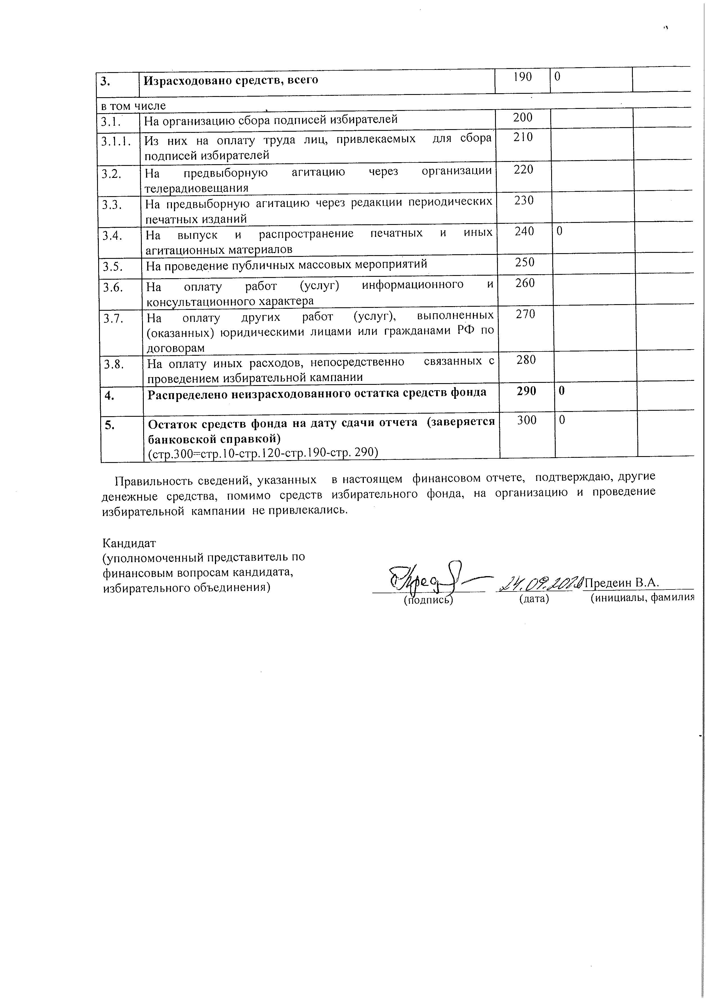 3. Израсходовано средств, всего 190 0
в том числе
3.1. На организацию сбора подписей избирателей 200
3.1.1. Из них на оплату труда лиц, привлекаемых для сбора 210
подписей избирателей
3.2. На предвыборную агитацию через организации 220
телерадиовещания
3.3. На предвыборную агитацию через редакции периодических 230
печатных изданий
3.4. На выпуск и распространение печатных и иных 240 0
агитационных материалов
3.5. На проведение публичных массовых мероприятий 250
3.6. На оплату работ (услуг) информационного и 260
консультационного характера
3.7. На оплату других работ (услуг), выполненных 270
(оказанных) юридическими лицами или гражданами РФ по
договорам
3.8. На оплату иных расходов, непосредственно связанных с 280
проведением избирательной кампании
4. Распределено неизрасходованного остатка средств фонда 290 0
5. Остаток средств фонда на дату сдачи отчета (заверяется 300 0
банковской справкой)
(стр.300=стр.10-стр.120-стр.190-стр. 290)
Правильность сведений, указанных в настоящем финансовом отчете, подтверждаю, другие
денежные средства, помимо средств избирательного фонда, на организацию и проведение
избирательной кампании не привлекались.
Кандидат
(уполномоченный представитель по
финансовым вопросам кандидата,
избирательного объединения)
24.09.2020 Предеин В.А.
(подпись) (дата) (инициалы, фамилия